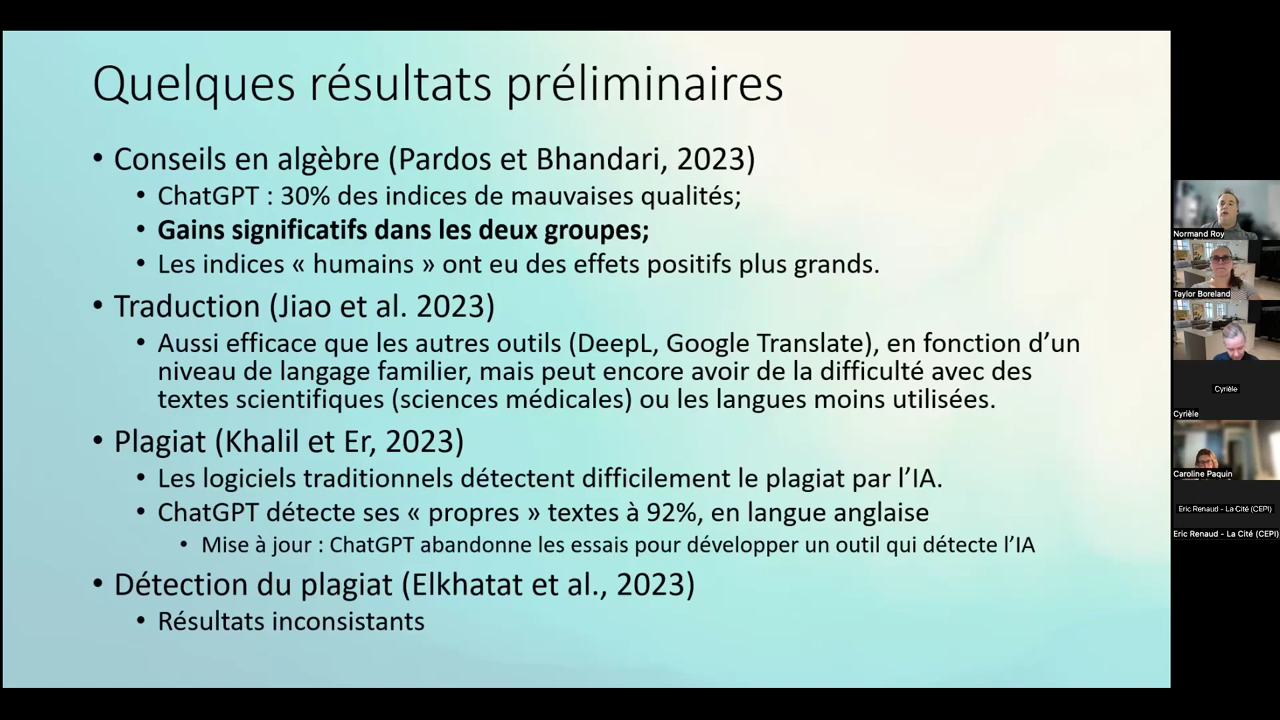 Quelques résultats préliminaires
• Conseils en algèbre (Pardos et Bhandari, 2023)
• ChatGPT : 30% des indices de mauvaises qualités;
• Gains significatifs dans les deux groupes;
• Les indices « humains » ont eu des effets positifs plus grands.
• Traduction (Jiao et al. 2023)
• Aussi efficace que les autres outils (DeepL, Google Translate), en fonction d’un
niveau de langage familier, mais peut encore avoir de la difficulté avec des
textes scientifiques (sciences médicales) ou les langues moins utilisées.
• Plagiat (Khalil et Er, 2023)
• Les logiciels traditionnels détectent difficilement le plagiat par l’IA.
• ChatGPT détecte ses « propres » textes à 92%, en langue anglaise
• Mise à jour : ChatGPT abandonne les essais pour développer un outil qui détecte l’IA
• Détection du plagiat (Elkhatat et al., 2023)
• Résultats inconsistants
Normand Roy
Taylor Boreland
Cyrièle
Cyrièle
Caroline Paquin
Eric Renaud - La Cité (CEPI)
Eric Renaud - La Cité (CEPI)